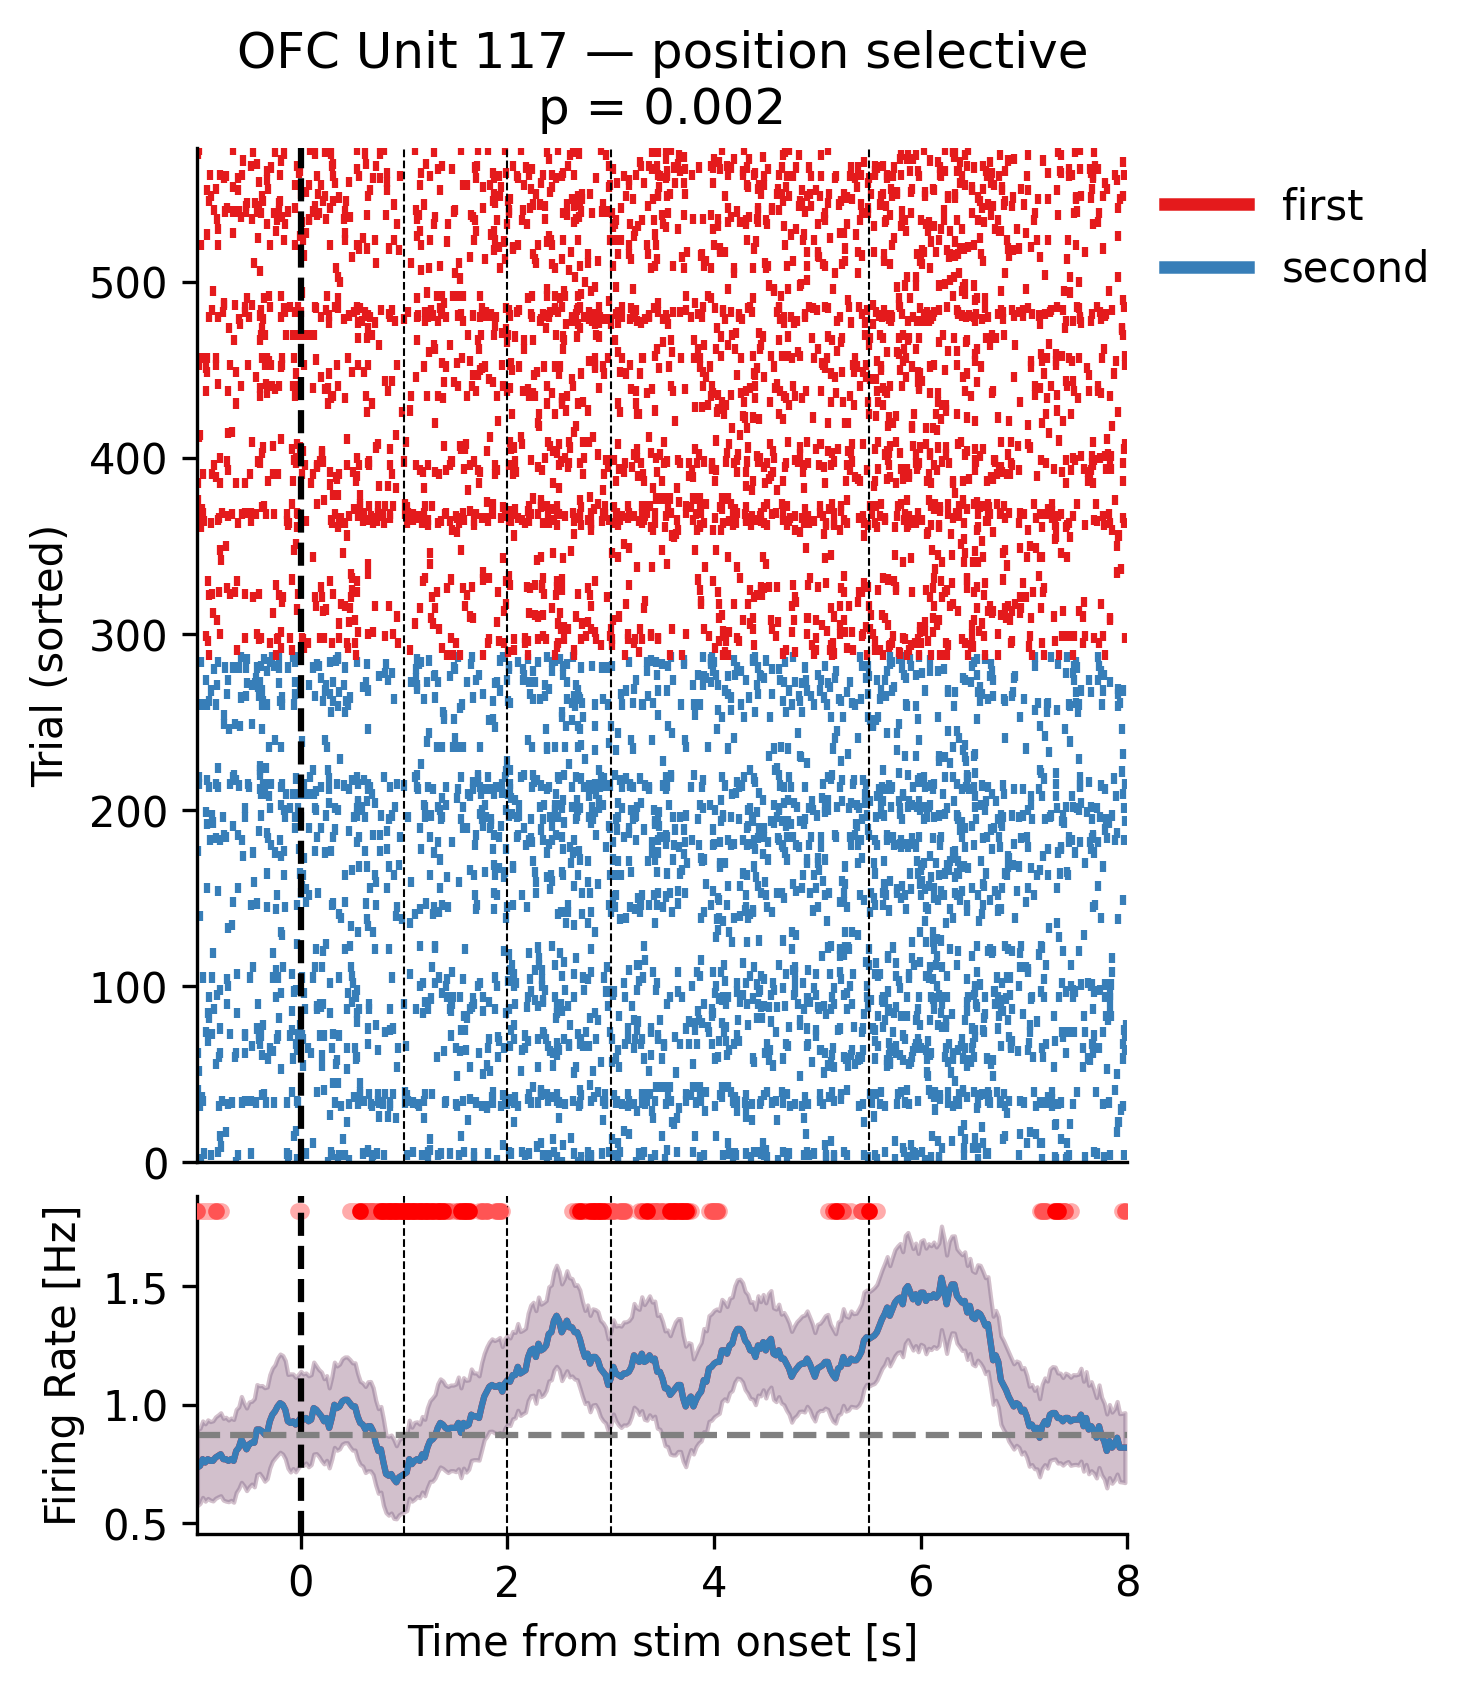 OFC Unit 117 — position selective
p = 0.002
first
second
Trial (sorted)
500
400
300
200
100
0
Firing Rate [Hz]
1.5
1.0
0.5
0 2 4 6 8
Time from stim onset [s]